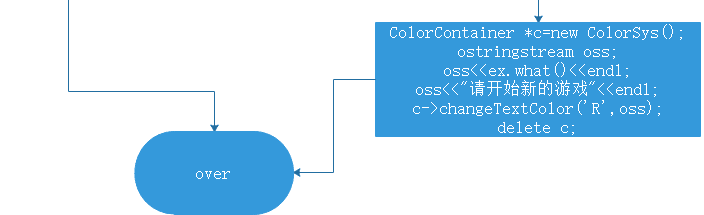 ColorContainer *c=new ColorSys();
ostringstream oss;
oss<<ex.what()<<endl;
oss<<"请开始新的游戏"<<endl;
c->changeTextColor('R',oss);
delete c;
over